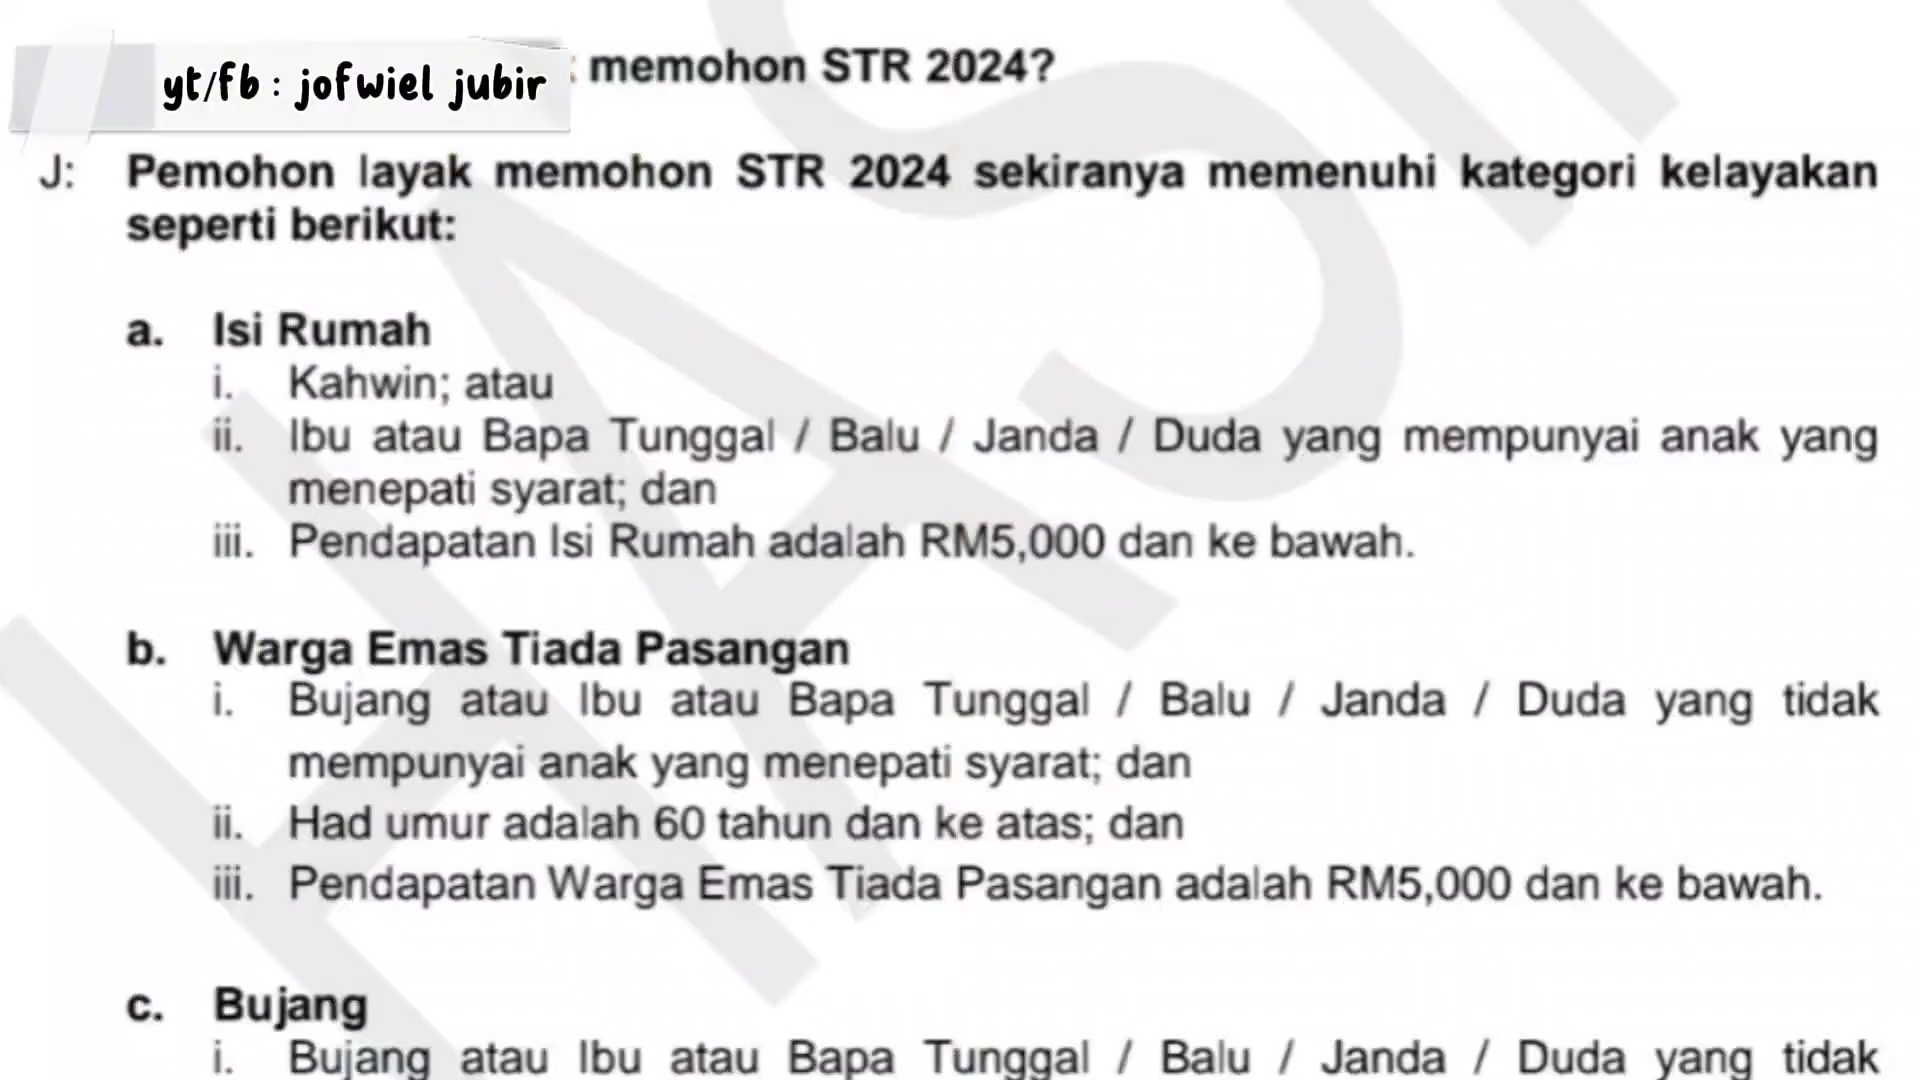 yt/fb : jofwiel jubir
memohon STR 2024?
J: Pemohon layak memohon STR 2024 sekiranya memenuhi kategori kelayakan
seperti berikut:
a. Isi Rumah
i. Kahwin; atau
ii. Ibu atau Bapa Tunggal / Balu / Janda / Duda yang mempunyai anak yang
menepati syarat; dan
iii. Pendapatan Isi Rumah adalah RM5,000 dan ke bawah.
b. Warga Emas Tiada Pasangan
i. Bujang atau Ibu atau Bapa Tunggal / Balu / Janda / Duda yang tidak
mempunyai anak yang menepati syarat; dan
ii. Had umur adalah 60 tahun dan ke atas; dan
iii. Pendapatan Warga Emas Tiada Pasangan adalah RM5,000 dan ke bawah.
c. Bujang
i. Bujang atau Ibu atau Bapa Tunggal / Balu / Janda / Duda yang tidak